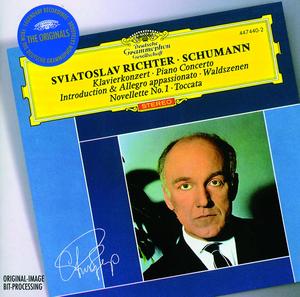 THE ORIGINALS
Deutsche
Grammophon
Gesellschaft
447 440-2
SVIATOSLAV RICHTER · SCHUMANN
Klavierkonzert · Piano Concerto
Introduction & Allegro appassionato · Waldszenen
Novellette No. 1 · Toccata
STEREO
ORIGINAL-IMAGE
BIT-PROCESSING